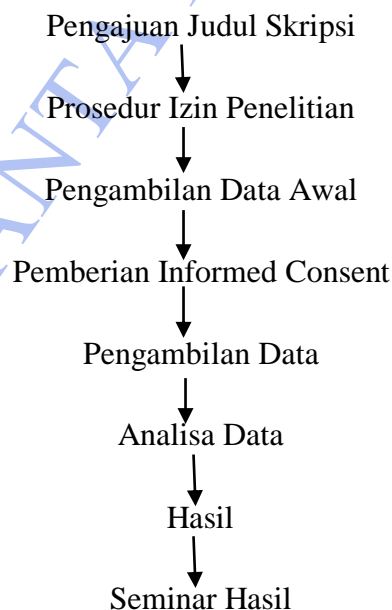 Pengajuan Judul Skripsi
Prosedur Izin Penelitian
Pengambilan Data Awal
Pemberian Informed Consent
Pengambilan Data
Analisa Data
Hasil
Seminar Hasil